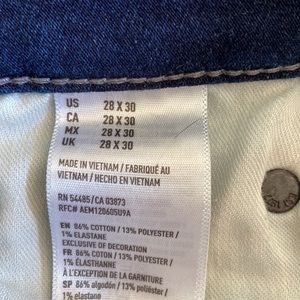 US 28 X 30
CA 28 X 30
MX 28 X 30
UK 28 X 30
MADE IN VIETNAM / FABRIQUÉ AU
VIETNAM / HECHO EN VIETNAM
RN 54485/CA 03873
RFC# AEM120605U9A
EN 86% COTTON / 13% POLYESTER /
1% ELASTANE
EXCLUSIVE OF DECORATION
FR 86% COTON / 13% POLYESTER /
1% ÉLASTHANNE
À L'EXCEPTION DE LA GARNITURE
SP 86% algodón / 13% poliéster /
1% elastane